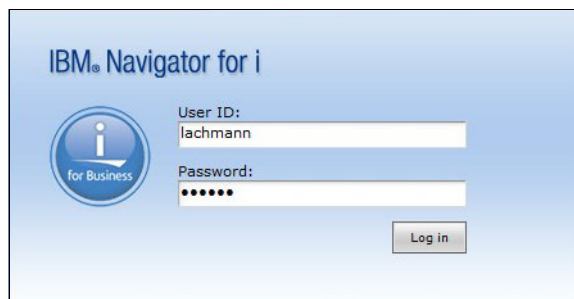 IBM® Navigator for i
User ID:
lachmann
i
for Business
Password:
••••••
Log in